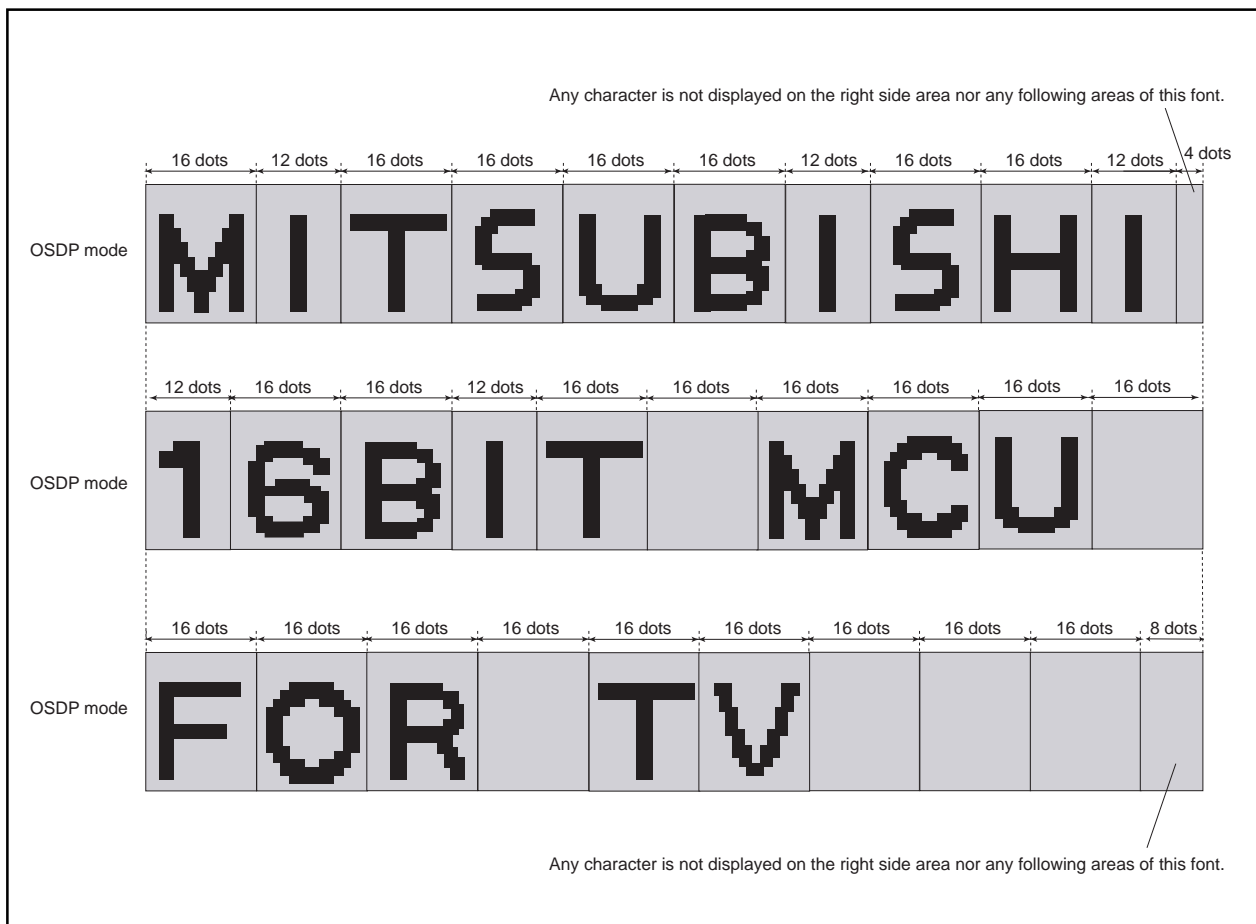 Any character is not displayed on the right side area nor any following areas of this font.
16 dots 12 dots 16 dots 16 dots 16 dots 16 dots 12 dots 16 dots 16 dots 12 dots 4 dots
OSDP mode MITSUBISHI
12 dots 16 dots 16 dots 12 dots 16 dots 16 dots 16 dots 16 dots 16 dots 16 dots
OSDP mode 16BIT MCU
16 dots 16 dots 16 dots 16 dots 16 dots 16 dots 16 dots 16 dots 16 dots 8 dots
OSDP mode FOR TV
Any character is not displayed on the right side area nor any following areas of this font.